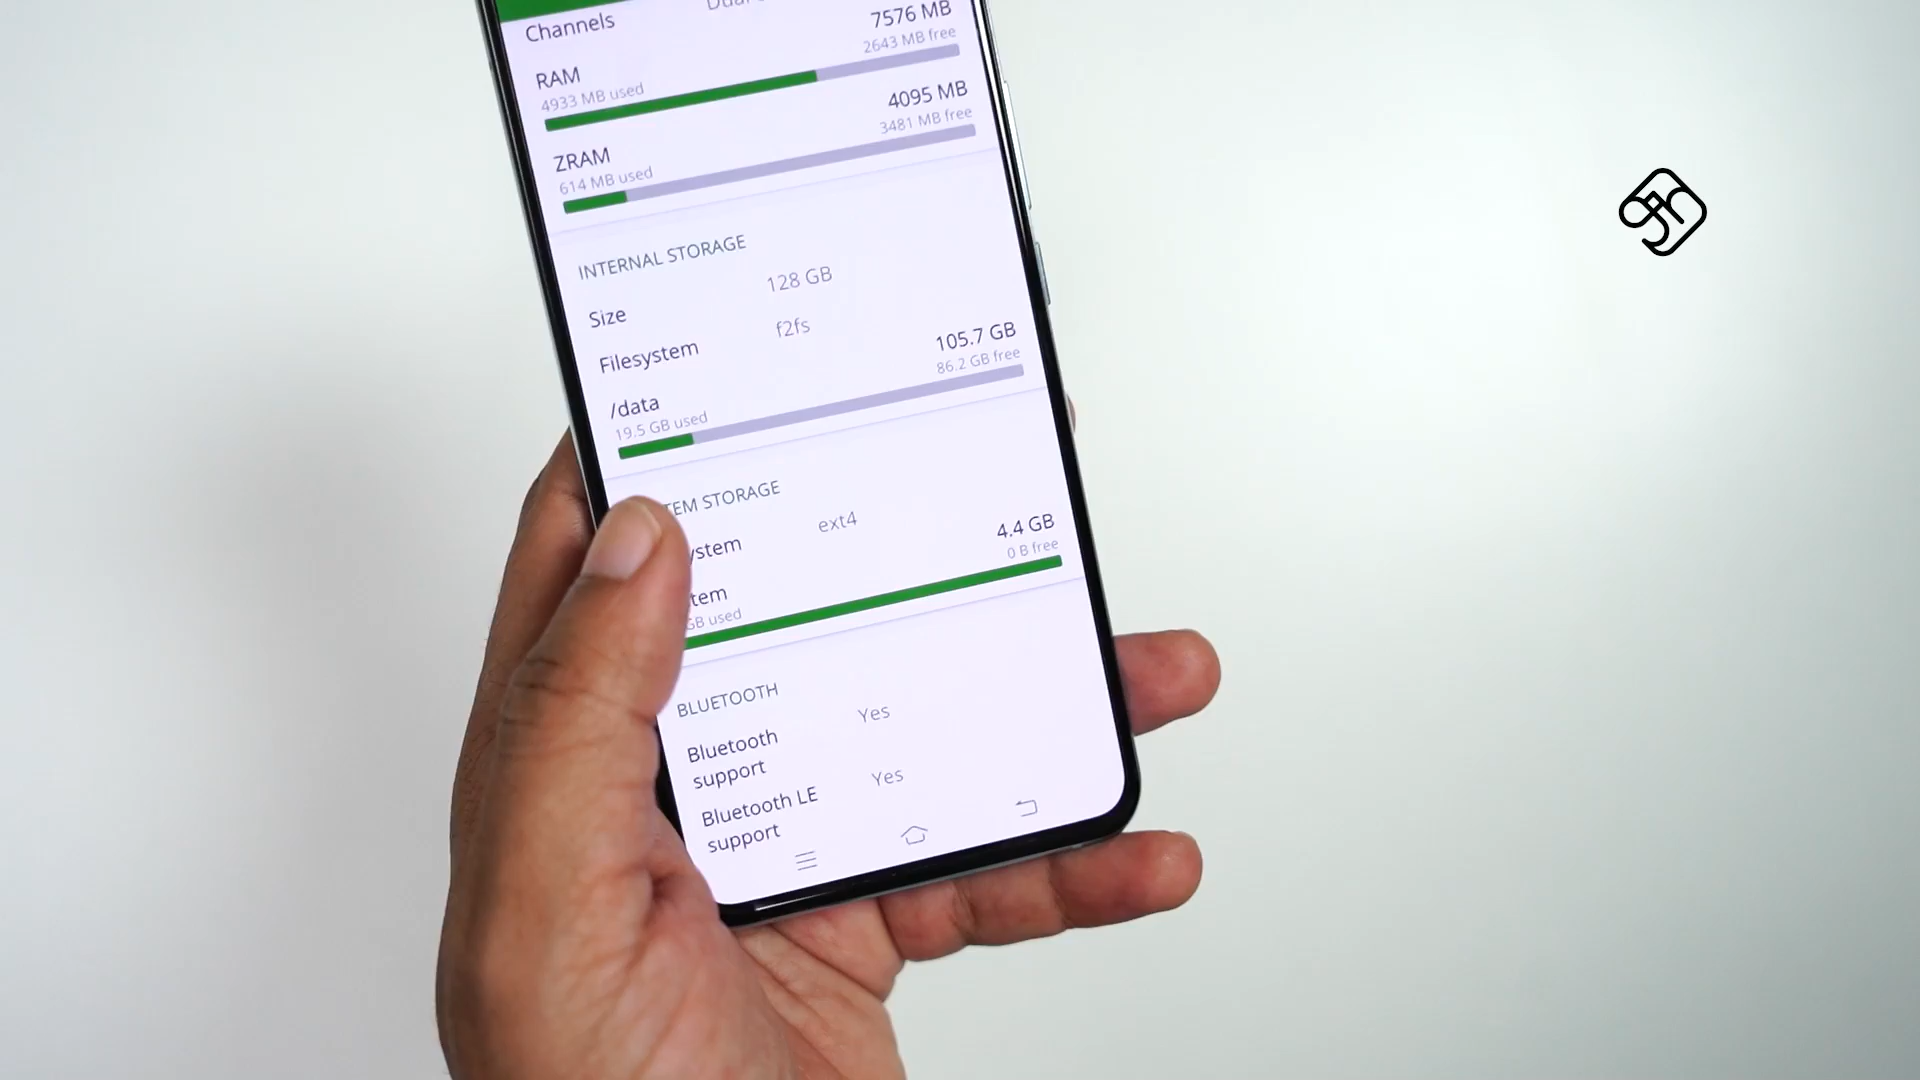 Channels
RAM
7576 MB
4933 MB used
2643 MB free
ZRAM
4095 MB
614 MB used
3481 MB free
INTERNAL STORAGE
Size 128 GB
Filesystem f2fs
/data
105.7 GB
19.5 GB used
86.2 GB free
TEM STORAGE
ystem ext4
tem
4.4 GB
GB used
0 B free
BLUETOOTH
Bluetooth
support
Yes
Bluetooth LE
support
Yes